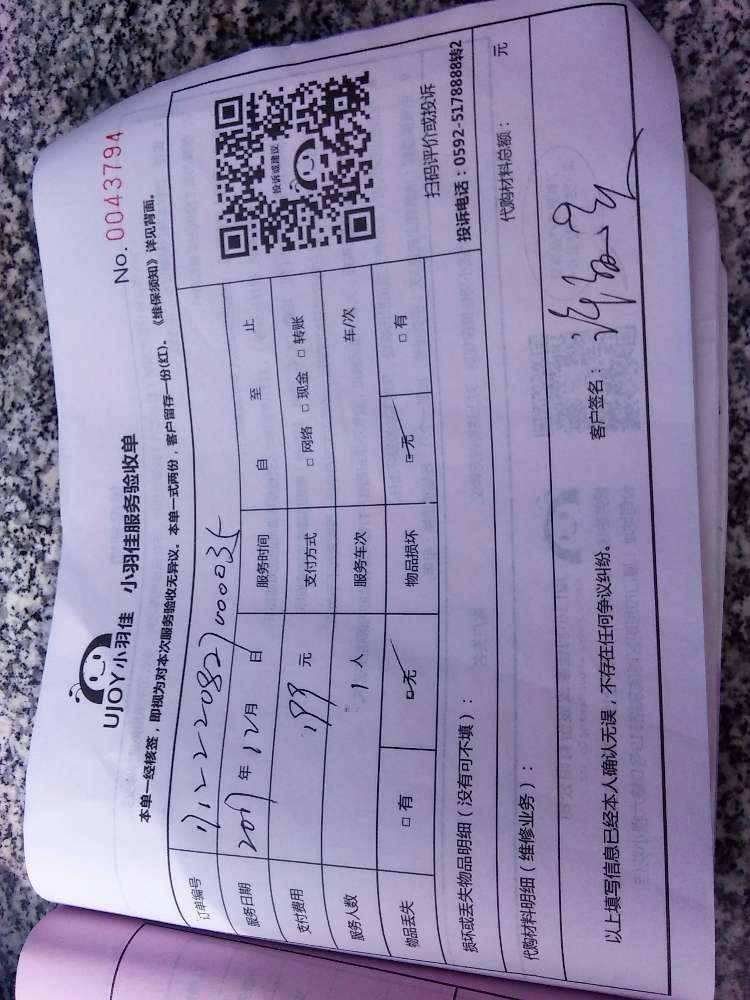 No. 0043794
UJOY小羽佳 小羽佳服务验收单
本单一经核签，即视为对本次服务验收无异议。本单一式两份，客户留存一份(红)。《维保须知》详见背面。
订单编号
服务日期 2017年 12月 日 服务时间 自 至 止
支付费用 199 元 支付方式 □ 网络 □ 现金 □ 转账
服务人数 1 人 服务车次 车/次
物品丢失 □ 有 □ 无 物品损坏 □ 无 □ 有
投诉或建议
扫码评价或投诉
投诉电话：0592-5178888转2
损坏或丢失物品明细（没有可不填）：
代购材料明细（维修业务）： 代购材料总额： 元
以上填写信息已经本人确认无误，不存在任何争议纠纷。 客户签名：